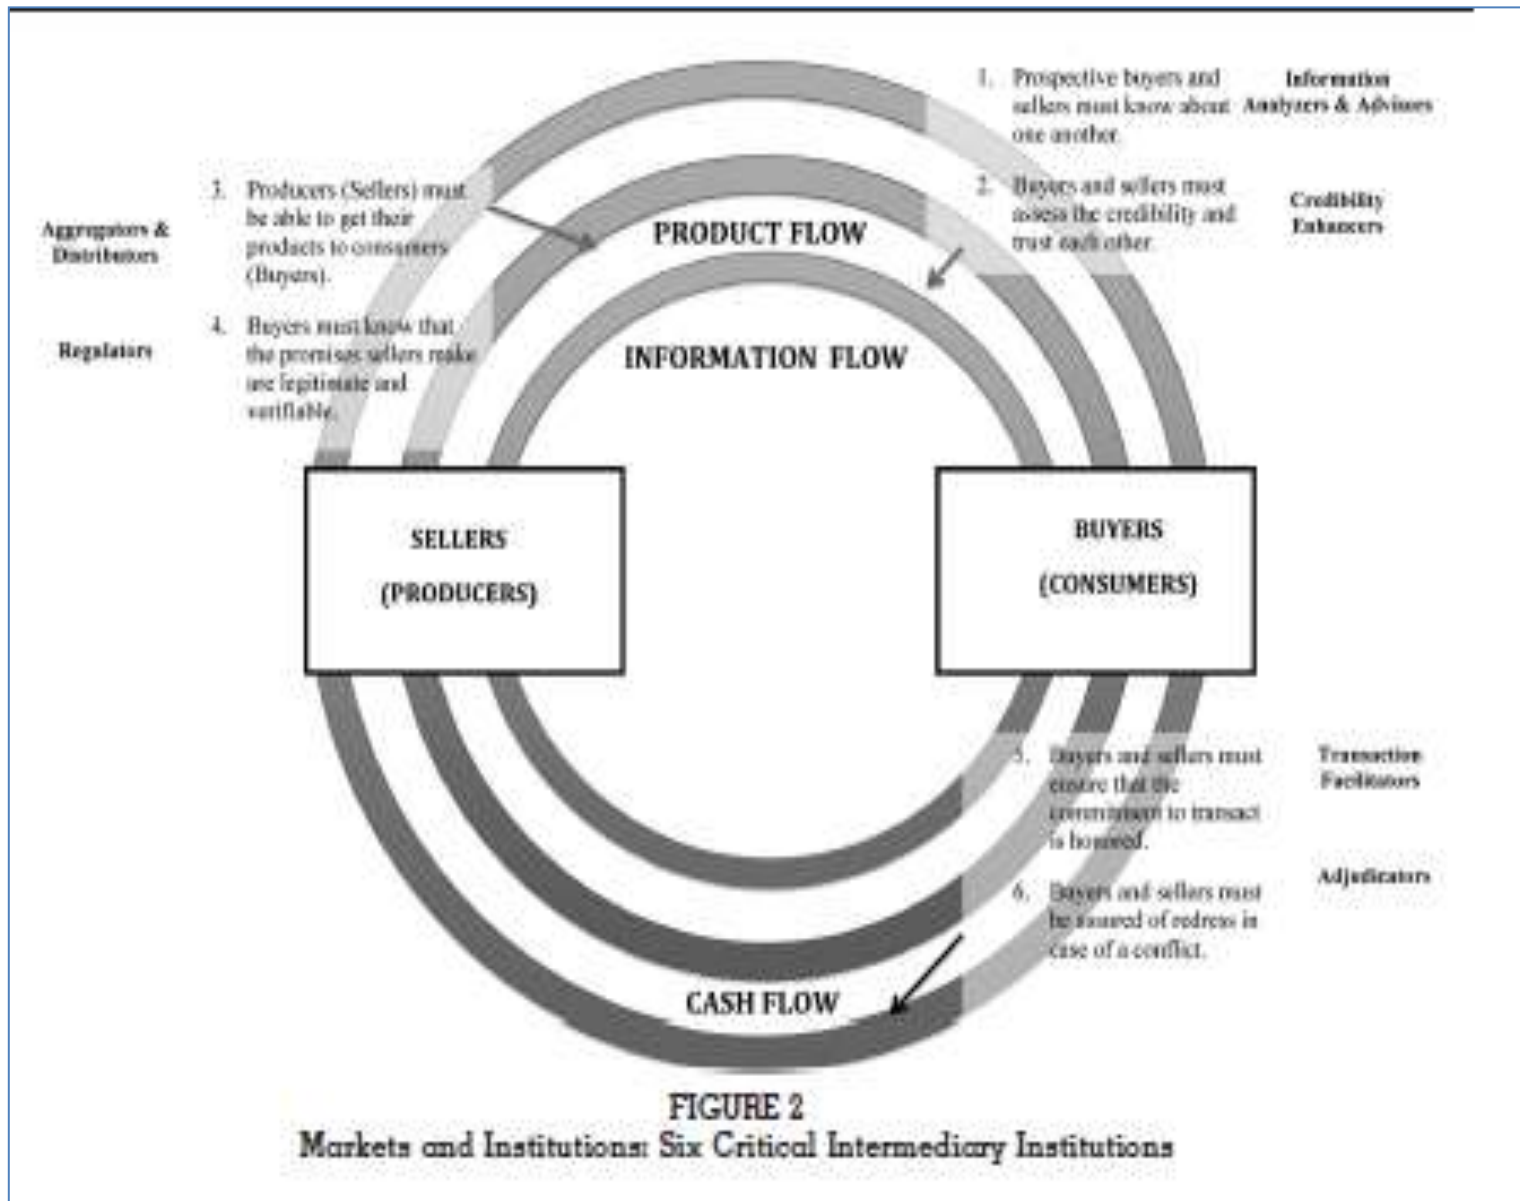 1. Prospective buyers and
sellers must know about
one another.
Information
Analyzers & Advisors
2. Buyers and sellers must
assess the credibility and
trust each other.
Credibility
Enhancers
3. Producers (Sellers) must
be able to get their
products to consumers
(Buyers).
Aggregators &
Distributors
4. Buyers must know that
the promises sellers make
are legitimate and
verifiable.
Regulators
PRODUCT FLOW
INFORMATION FLOW
SELLERS
(PRODUCERS)
BUYERS
(CONSUMERS)
5. Buyers and sellers must
ensure that the
commitment to transact
is honored.
Transaction
Facilitators
6. Buyers and sellers must
be assured of redress in
case of a conflict.
Adjudicators
CASH FLOW
FIGURE 2
Markets and Institutions: Six Critical Intermediary Institutions